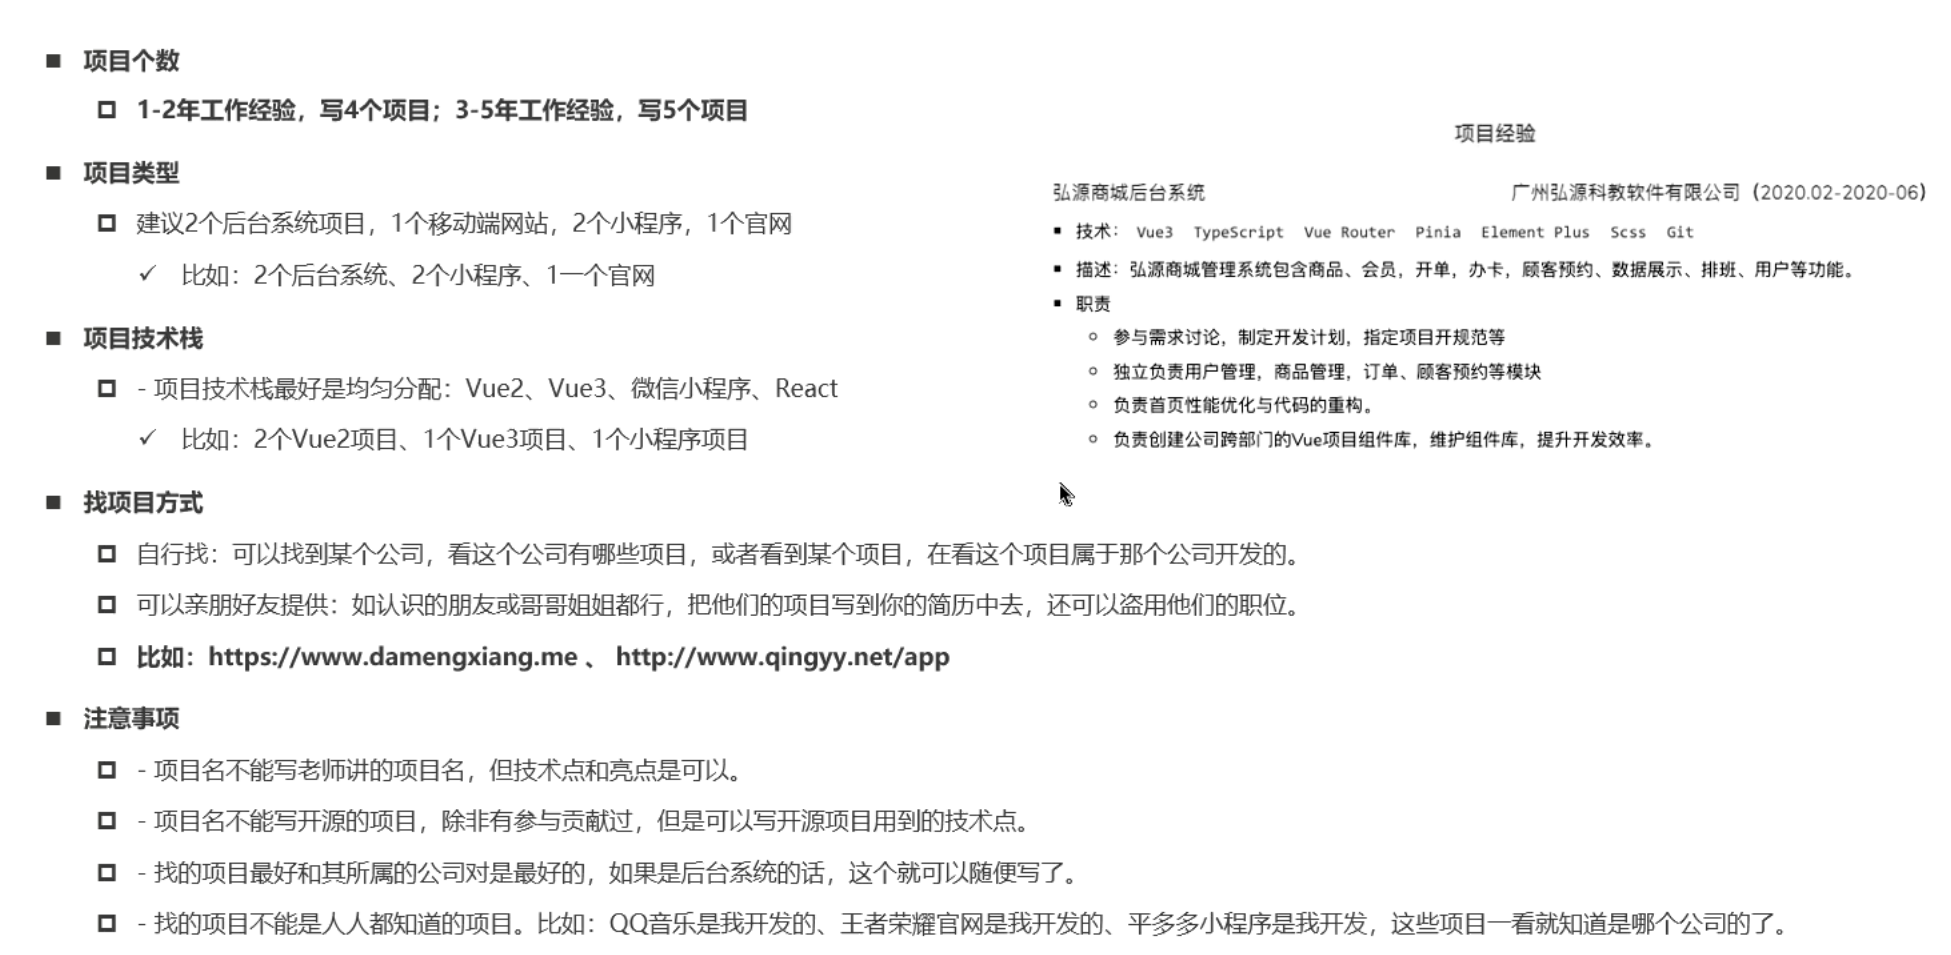 ■ 项目个数
1-2年工作经验，写4个项目；3-5年工作经验，写5个项目
■ 项目类型
建议2个后台系统项目，1个移动端网站，2个小程序，1个官网
✓ 比如：2个后台系统、2个小程序、1一个官网
■ 项目技术栈
- 项目技术栈最好是均匀分配：Vue2、Vue3、微信小程序、React
✓ 比如：2个Vue2项目、1个Vue3项目、1个小程序项目
项目经验
弘源商城后台系统 广州弘源科教软件有限公司（2020.02-2020-06）
▪ 技术： Vue3 TypeScript Vue Router Pinia Element Plus Scss Git
▪ 描述：弘源商城管理系统包含商品、会员，开单，办卡，顾客预约、数据展示、排班、用户等功能。
▪ 职责
○ 参与需求讨论，制定开发计划，指定项目开规范等
○ 独立负责用户管理，商品管理，订单、顾客预约等模块
○ 负责首页性能优化与代码的重构。
○ 负责创建公司跨部门的Vue项目组件库，维护组件库，提升开发效率。
■ 找项目方式
自行找：可以找到某个公司，看这个公司有哪些项目，或者看到某个项目，在看这个项目属于那个公司开发的。
可以亲朋好友提供：如认识的朋友或哥哥姐姐都行，把他们的项目写到你的简历中去，还可以盗用他们的职位。
比如：https://www.damengxiang.me 、 http://www.qingyy.net/app
■ 注意事项
- 项目名不能写老师讲的项目名，但技术点和亮点是可以。
- 项目名不能写开源的项目，除非有参与贡献过，但是可以写开源项目用到的技术点。
- 找的项目最好和其所属的公司对是最好的，如果是后台系统的话，这个就可以随便写了。
- 找的项目不能是人人都知道的项目。比如：QQ音乐是我开发的、王者荣耀官网是我开发的、平多多小程序是我开发，这些项目一看就知道是哪个公司的了。